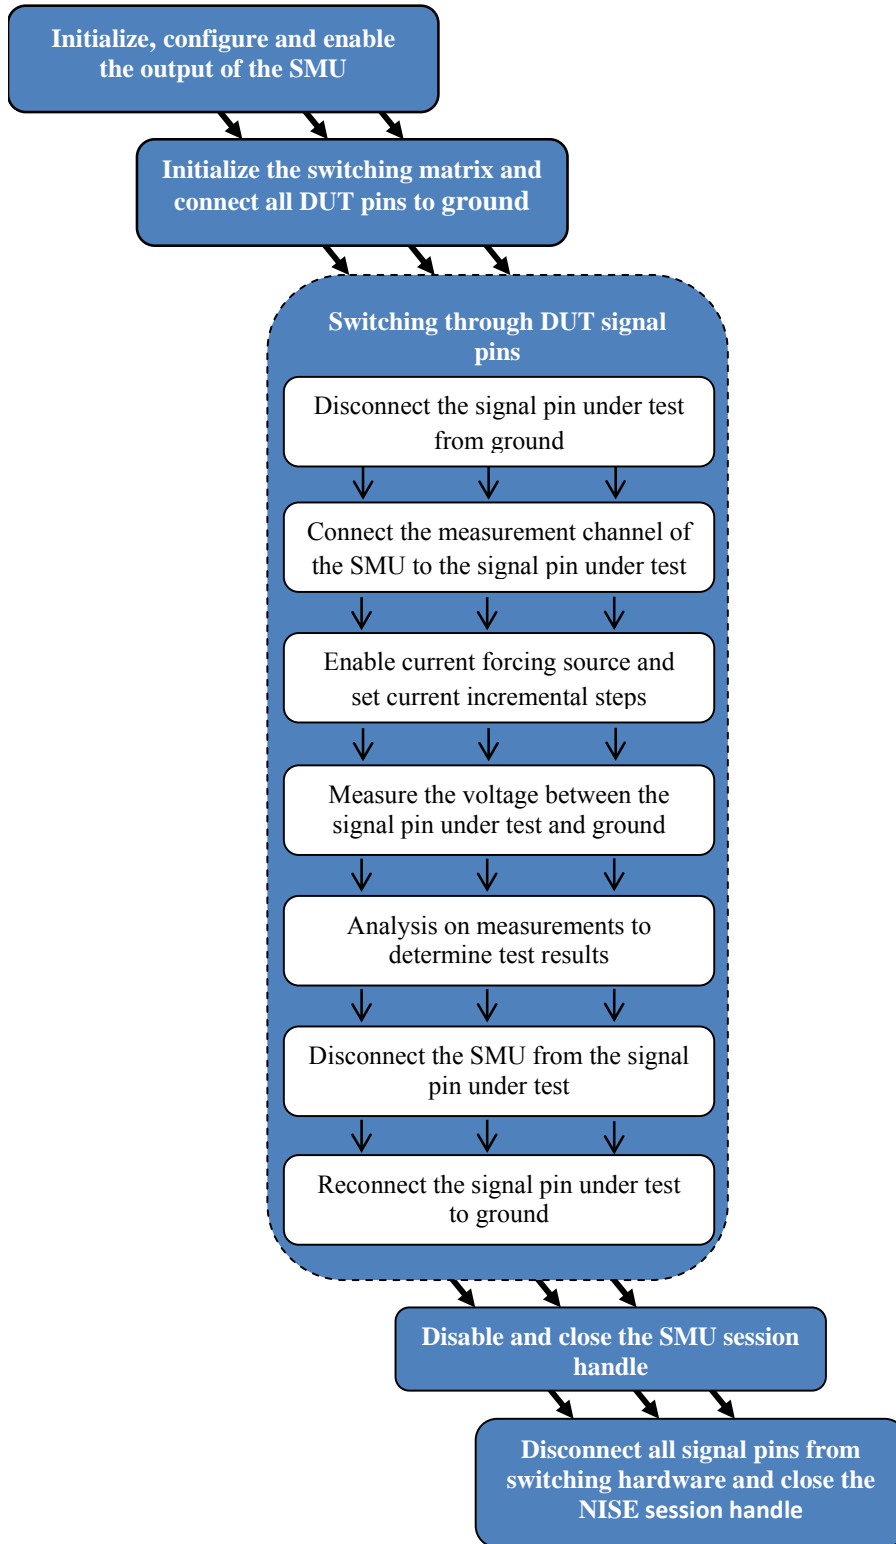 Initialize, configure and enable
the output of the SMU
Initialize the switching matrix and
connect all DUT pins to ground
Switching through DUT signal
pins
Disconnect the signal pin under test
from ground
Connect the measurement channel of
the SMU to the signal pin under test
Enable current forcing source and
set current incremental steps
Measure the voltage between the
signal pin under test and ground
Analysis on measurements to
determine test results
Disconnect the SMU from the signal
pin under test
Reconnect the signal pin under test
to ground
Disable and close the SMU session
handle
Disconnect all signal pins from
switching hardware and close the
NISE session handle